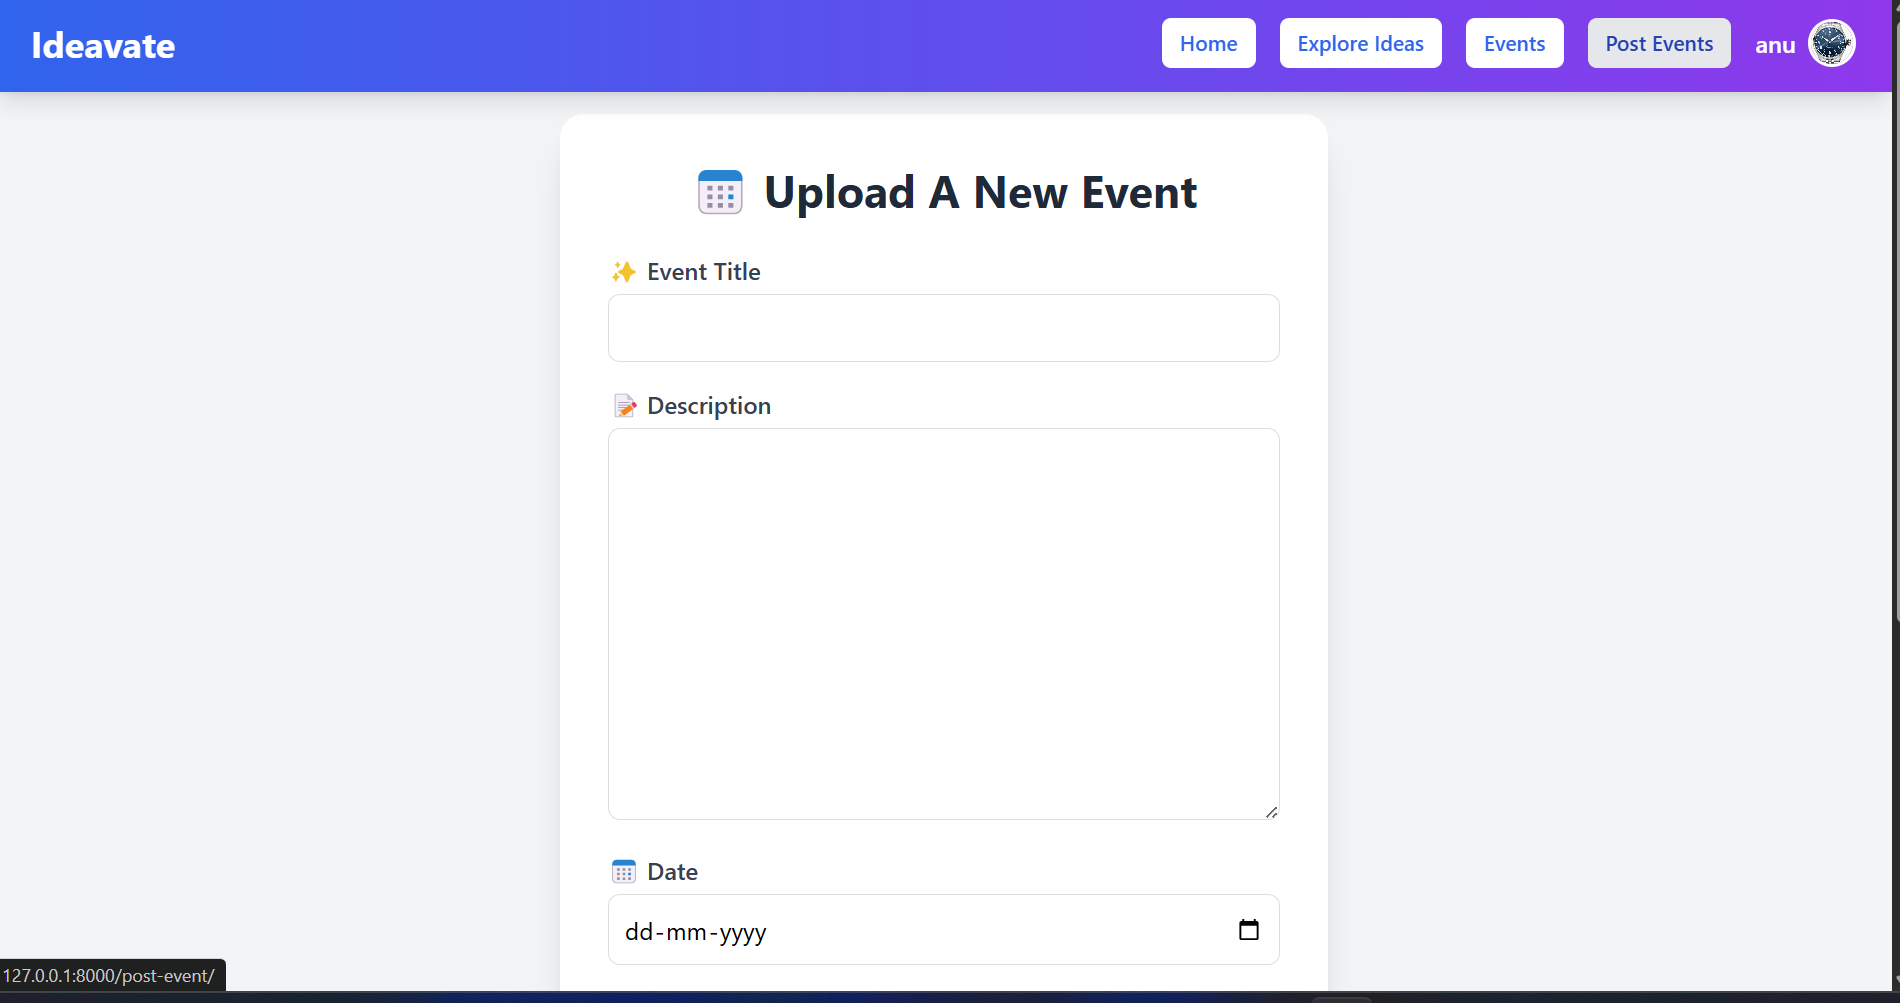 Ideavate
Home
Explore Ideas
Events
Post Events
anu
Upload A New Event
Event Title
Description
Date
dd-mm-yyyy
127.0.0.1:8000/post-event/